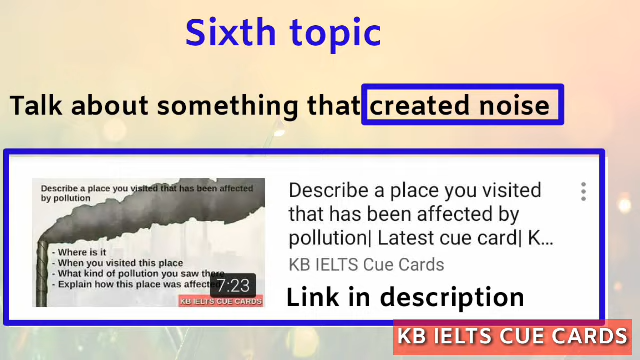 Sixth topic
Talk about something that created noise
Describe a place you visited that has been affected
by pollution
- Where is it
- When you visited this place
- What kind of pollution you saw there
- Explain how this place was affected
7:23
KB IELTS CUE CARDS
Describe a place you visited
that has been affected by
pollution| Latest cue card| K...
KB IELTS Cue Cards
Link in description
KB IELTS CUE CARDS